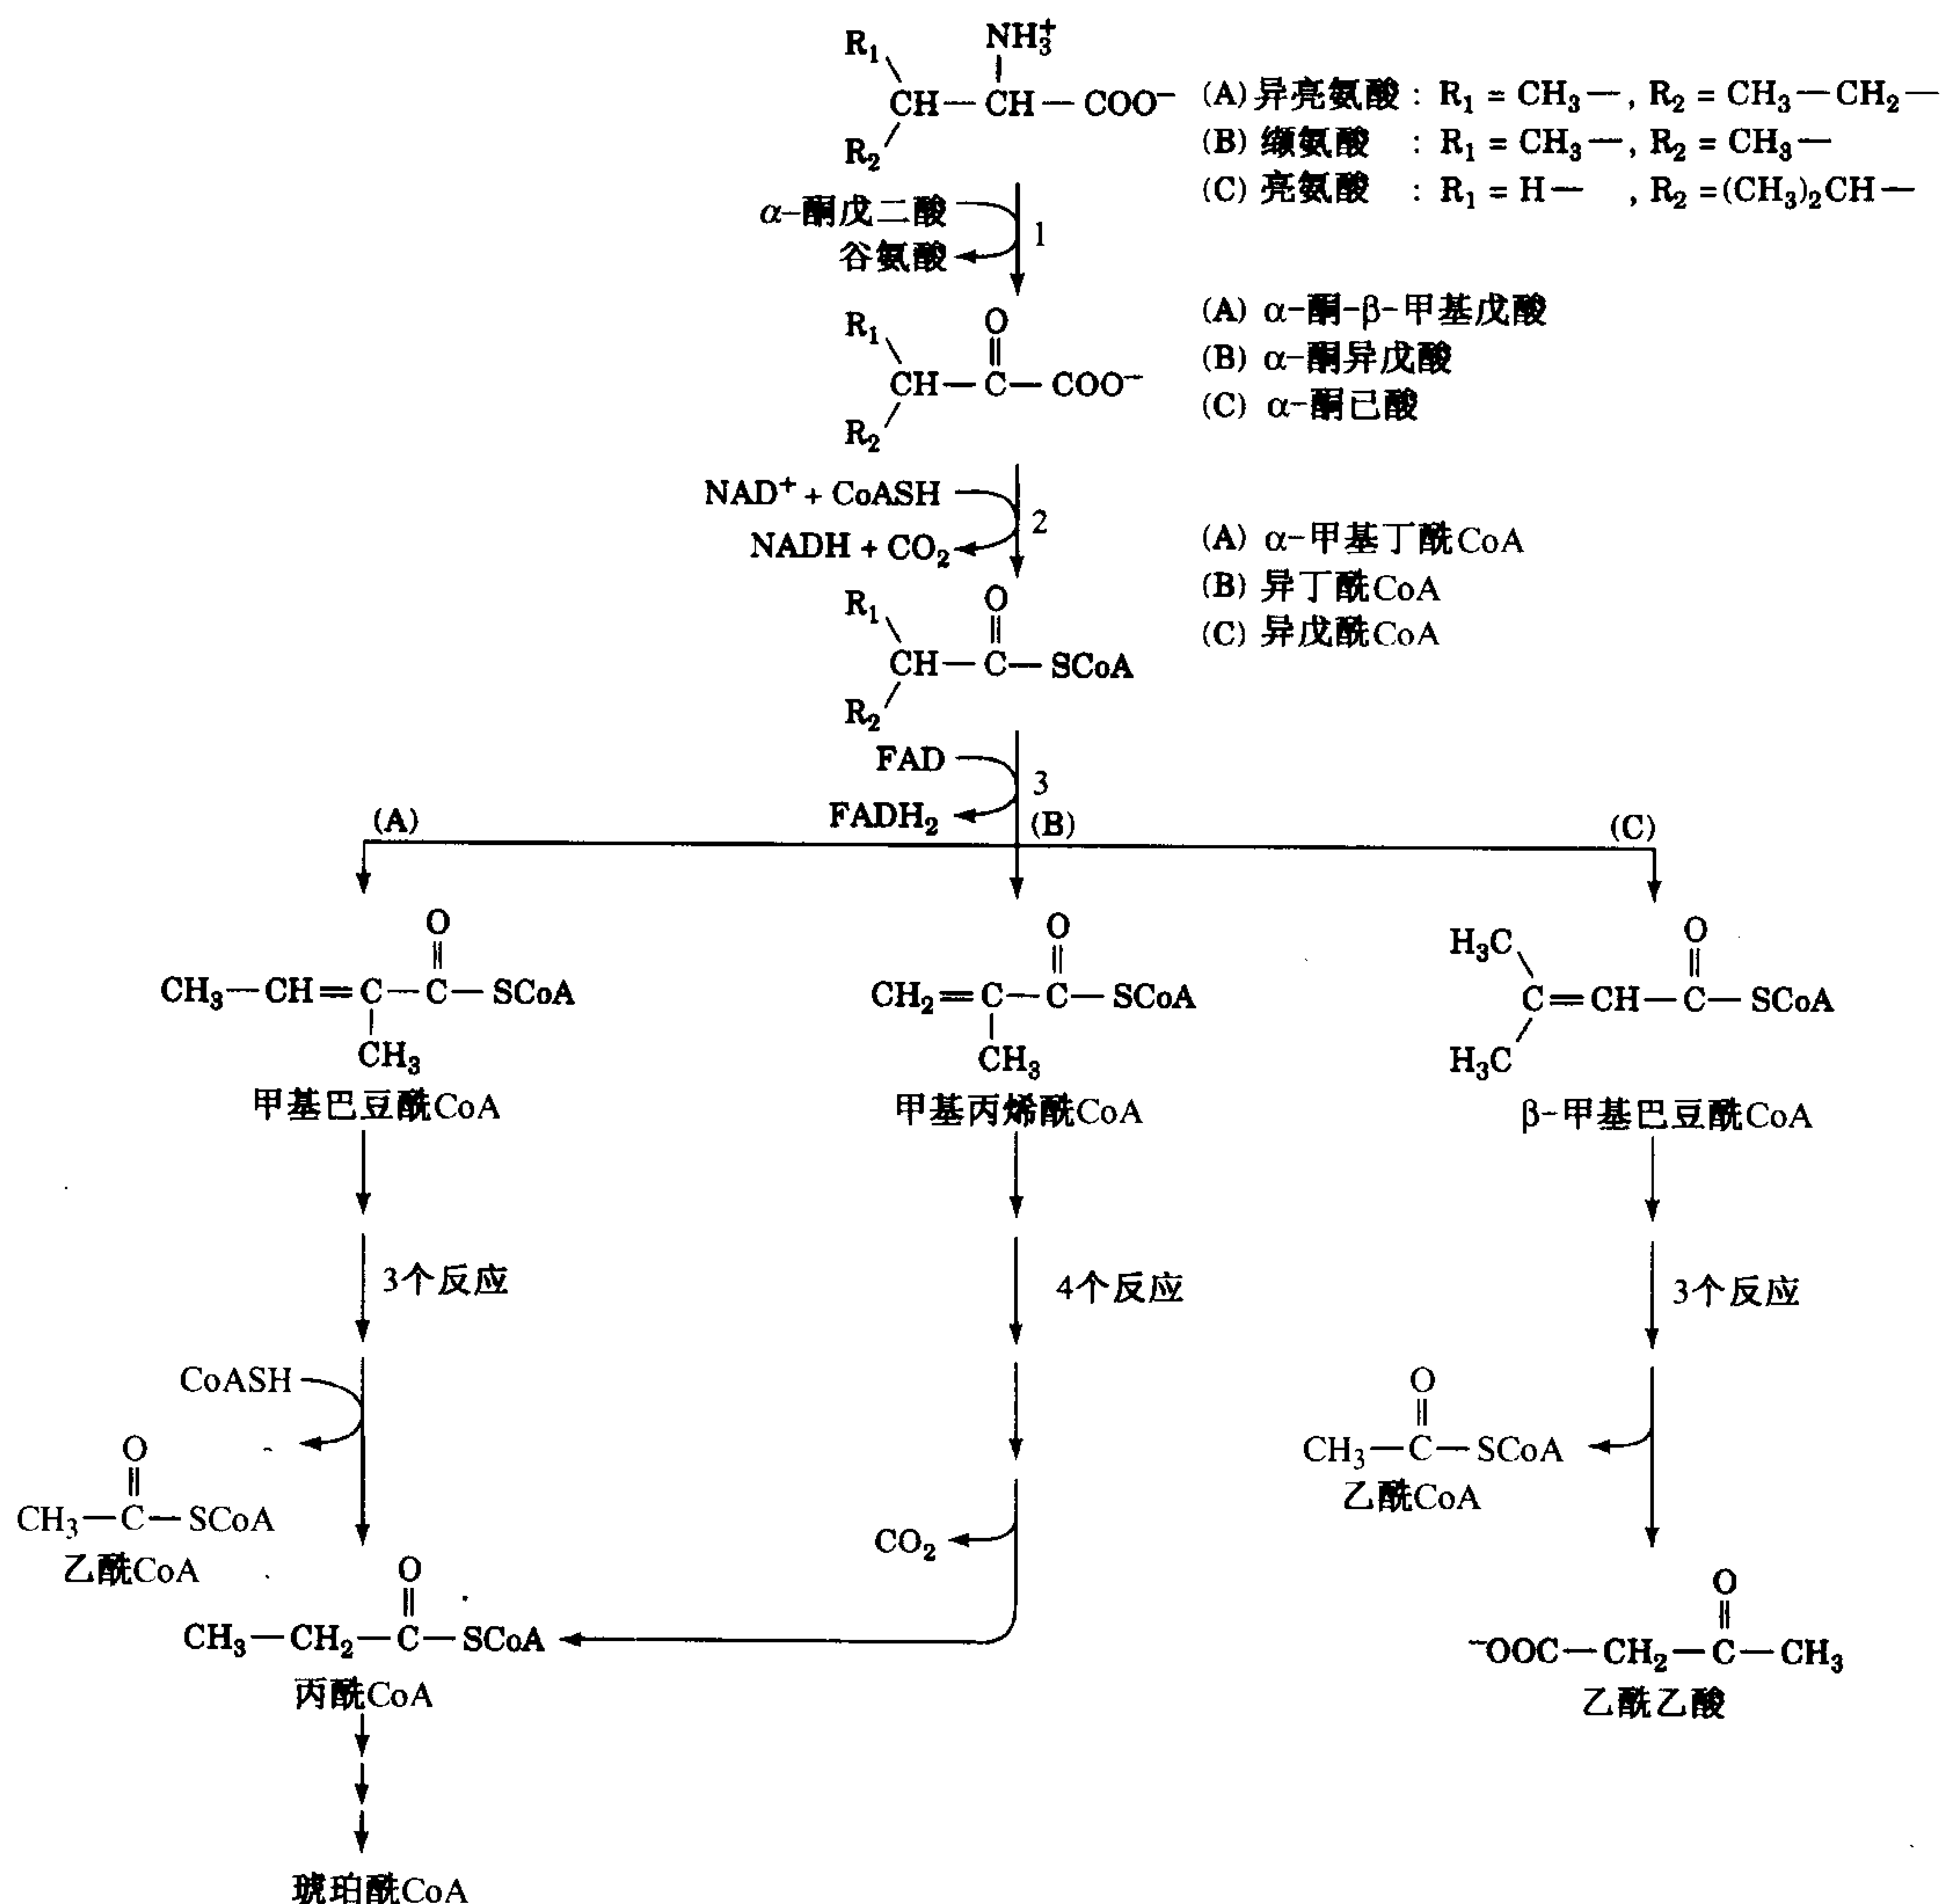 R₁ NH₃⁺
CH—CH—COO⁻
R₂
(A) 异亮氨酸 : R₁ = CH₃— , R₂ = CH₃—CH₂—
(B) 缬氨酸 : R₁ = CH₃— , R₂ = CH₃—
(C) 亮氨酸 : R₁ = H— , R₂ =(CH₃)₂CH—
α-酮戊二酸
1
谷氨酸
R₁ O
CH—C—COO⁻
R₂
(A) α-酮-β-甲基戊酸
(B) α-酮异戊酸
(C) α-酮已酸
NAD⁺ + CoASH
2
NADH + CO₂
R₁ O
CH—C—SCoA
R₂
(A) α-甲基丁酰CoA
(B) 异丁酰CoA
(C) 异戊酰CoA
FAD
3
FADH₂
(A) (B) (C)
O
CH₃—CH=C—C—SCoA
CH₃
甲基巴豆酰CoA
O
CH₂=C—C—SCoA
CH₃
甲基丙烯酰CoA
H₃C O
C=CH—C—SCoA
H₃C
β-甲基巴豆酰CoA
3个反应
4个反应
3个反应
CoASH
O
CH₃—C—SCoA
乙酰CoA
CO₂
O
CH₃—C—SCoA
乙酰CoA
O
CH₃—CH₂—C—SCoA
丙酰CoA
O
⁻OOC—CH₂—C—CH₃
乙酰乙酸
琥珀酰CoA